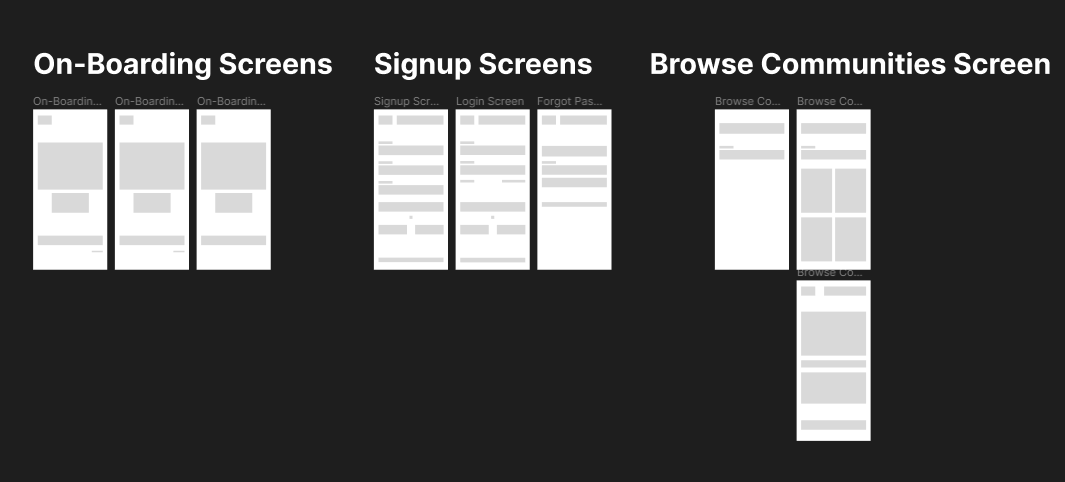 On-Boarding Screens
Signup Screens
Browse Communities Screen
On-Boardin...
On-Boardin...
On-Boardin...
Signup Scr...
Login Screen
Forgot Pas...
Browse Co...
Browse Co...
Browse Co...